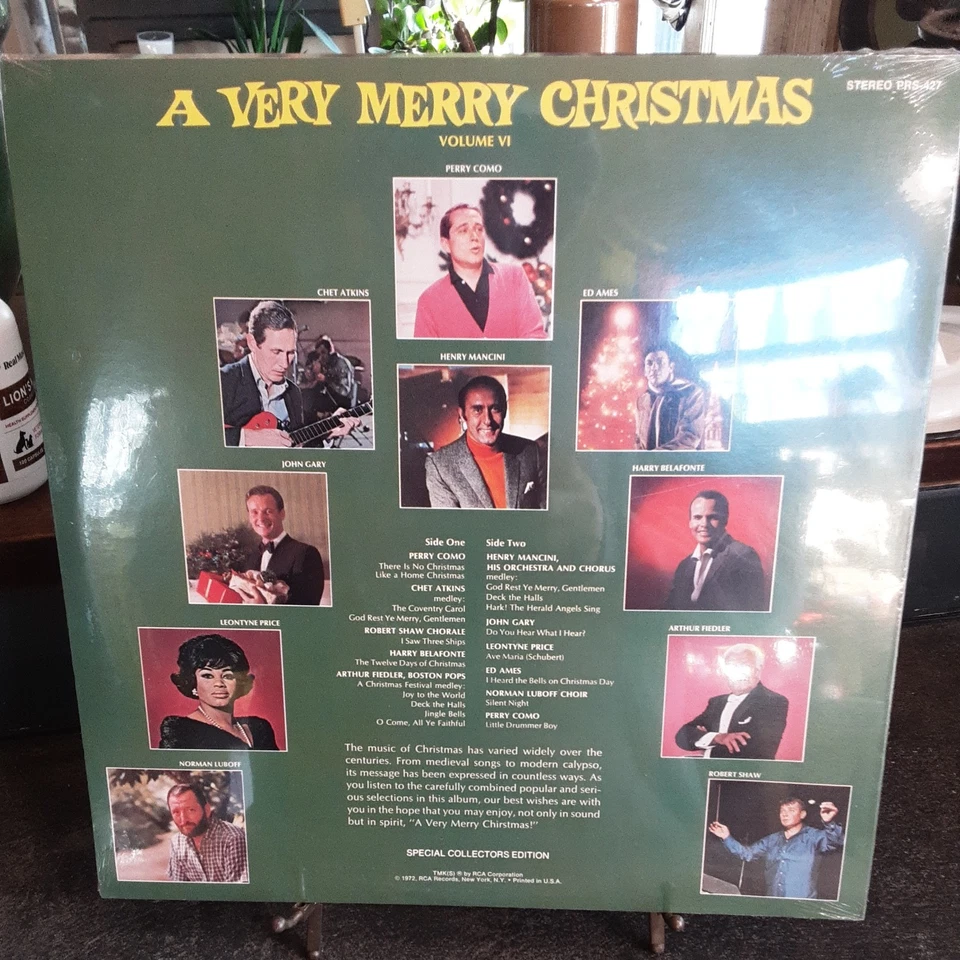 A VERY MERRY CHRISTMAS
STEREO PRS-427
VOLUME VI
PERRY COMO
CHET ATKINS
ED AMES
HENRY MANCINI
JOHN GARY
HARRY BELAFONTE
LEONTYNE PRICE
ARTHUR FIEDLER
NORMAN LUBOFF
ROBERT SHAW
Side One
PERRY COMO
There Is No Christmas
Like a Home Christmas
CHET ATKINS
medley:
The Coventry Carol
God Rest Ye Merry, Gentlemen
ROBERT SHAW CHORALE
I Saw Three Ships
HARRY BELAFONTE
The Twelve Days of Christmas
ARTHUR FIEDLER, BOSTON POPS
A Christmas Festival medley:
Joy to the World
Deck the Halls
Jingle Bells
O Come, All Ye Faithful
Side Two
HENRY MANCINI,
HIS ORCHESTRA AND CHORUS
medley:
God Rest Ye Merry, Gentlemen
Deck the Halls
Hark! The Herald Angels Sing
JOHN GARY
Do You Hear What I Hear?
LEONTYNE PRICE
Ave Maria (Schubert)
ED AMES
I Heard the Bells on Christmas Day
NORMAN LUBOFF CHOIR
Silent Night
PERRY COMO
Little Drummer Boy
The music of Christmas has varied widely over the
centuries. From medieval songs to modern calypso,
its message has been expressed in countless ways. As
you listen to the carefully combined popular and seri-
ous selections in this album, our best wishes are with
you in the hope that you may enjoy, not only in sound
but in spirit, "A Very Merry Chirstmas!"
SPECIAL COLLECTORS EDITION
TMK(S) ® by RCA Corporation
© 1972, RCA Records, New York, N.Y. • Printed in U.S.A.
Real
LION'S